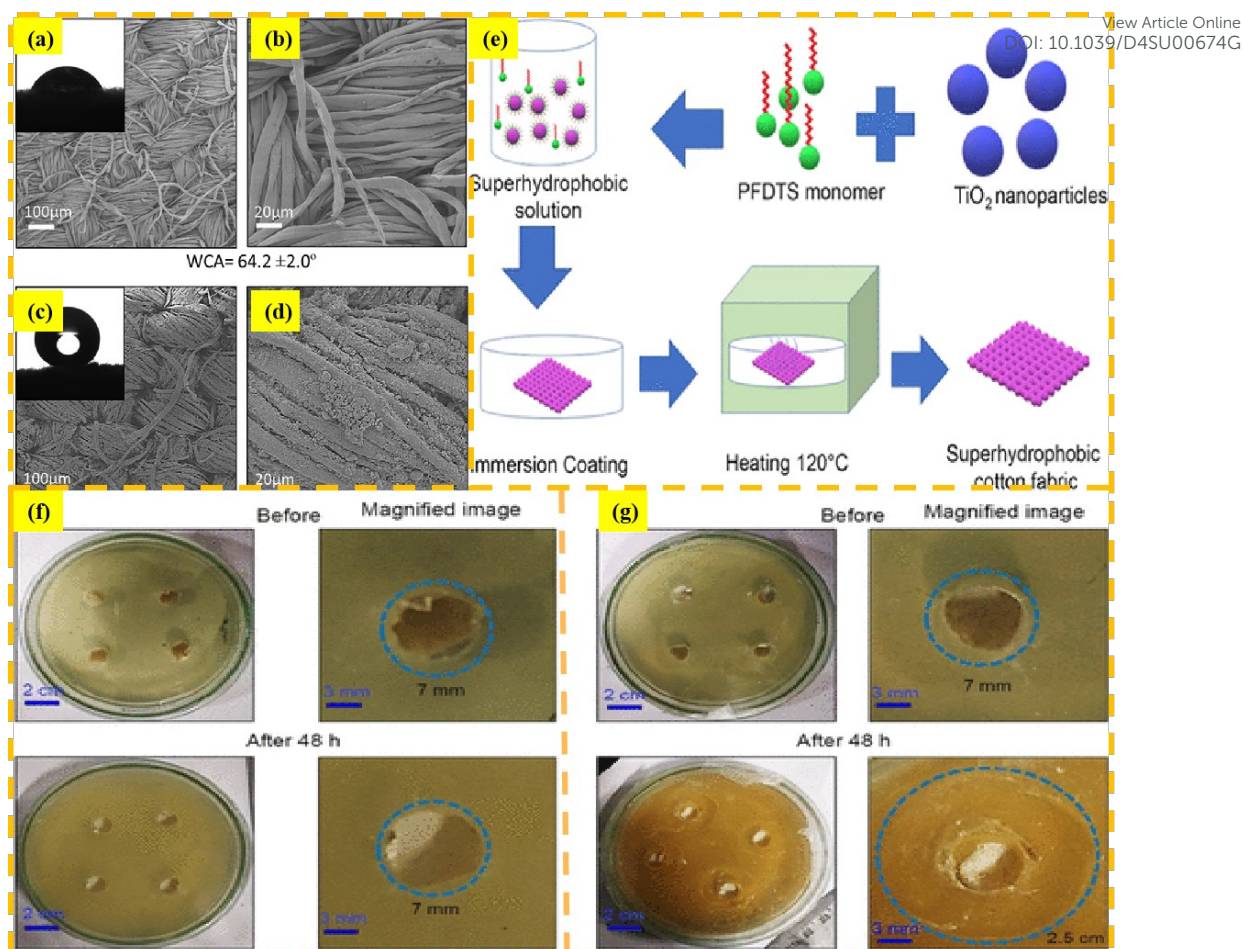 View Article Online
DOI: 10.1039/D4SU00674G
(a)
(b)
100µm
20µm
WCA= 64.2 ±2.0º
(c)
(d)
100µm
20µm
(e)
Superhydrophobic
solution
PFDTS monomer
TiO₂ nanoparticles
mmersion Coating
Heating 120°C
Superhydrophobic
cotton fabric
(f)
Before
Magnified image
2 cm
3 mm
7 mm
After 48 h
2 cm
3 mm
7 mm
(g)
Before
Magnified image
2 cm
3 mm
7 mm
After 48 h
2 cm
3 mm
2.5 cm